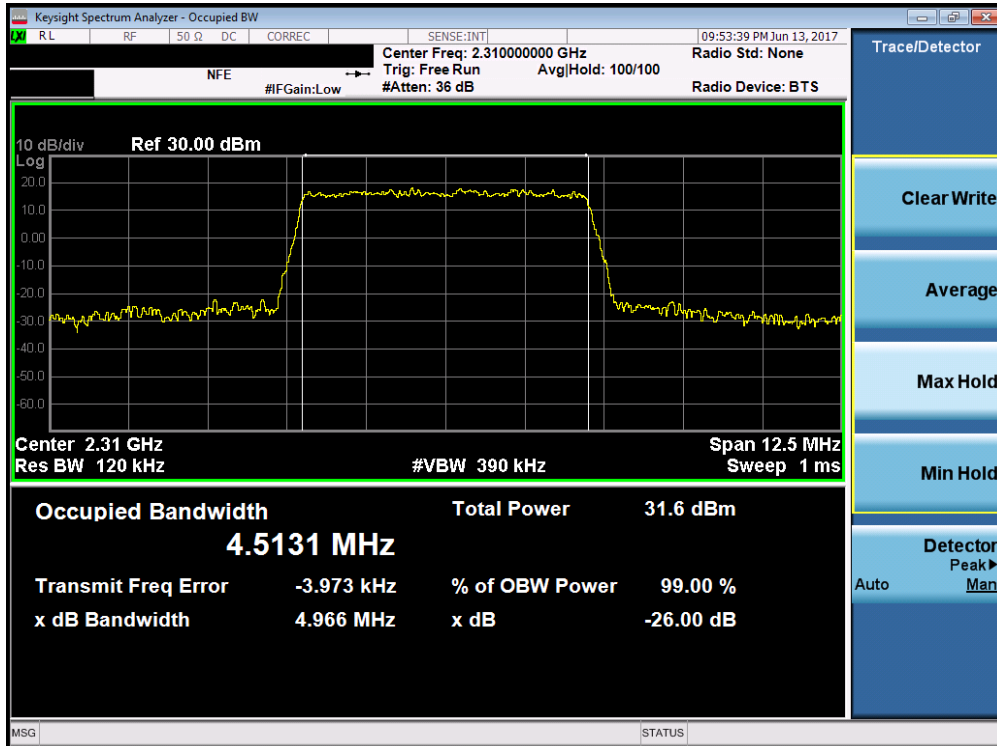 Keysight Spectrum Analyzer - Occupied BW
LXI RL RF 50 Ω DC CORREC SENSE:INT 09:53:39 PM Jun 13, 2017
Center Freq: 2.310000000 GHz Radio Std: None
NFE Trig: Free Run Avg|Hold: 100/100
#IFGain:Low #Atten: 36 dB Radio Device: BTS
10 dB/div Ref 30.00 dBm
Log
20.0
10.0
0.00
-10.0
-20.0
-30.0
-40.0
-50.0
-60.0
Center 2.31 GHz Span 12.5 MHz
Res BW 120 kHz #VBW 390 kHz Sweep 1 ms
Occupied Bandwidth Total Power 31.6 dBm
4.5131 MHz
Transmit Freq Error -3.973 kHz % of OBW Power 99.00 %
x dB Bandwidth 4.966 MHz x dB -26.00 dB
MSG STATUS
Trace/Detector
Clear Write
Average
Max Hold
Min Hold
Detector
Peak▶
Auto Man